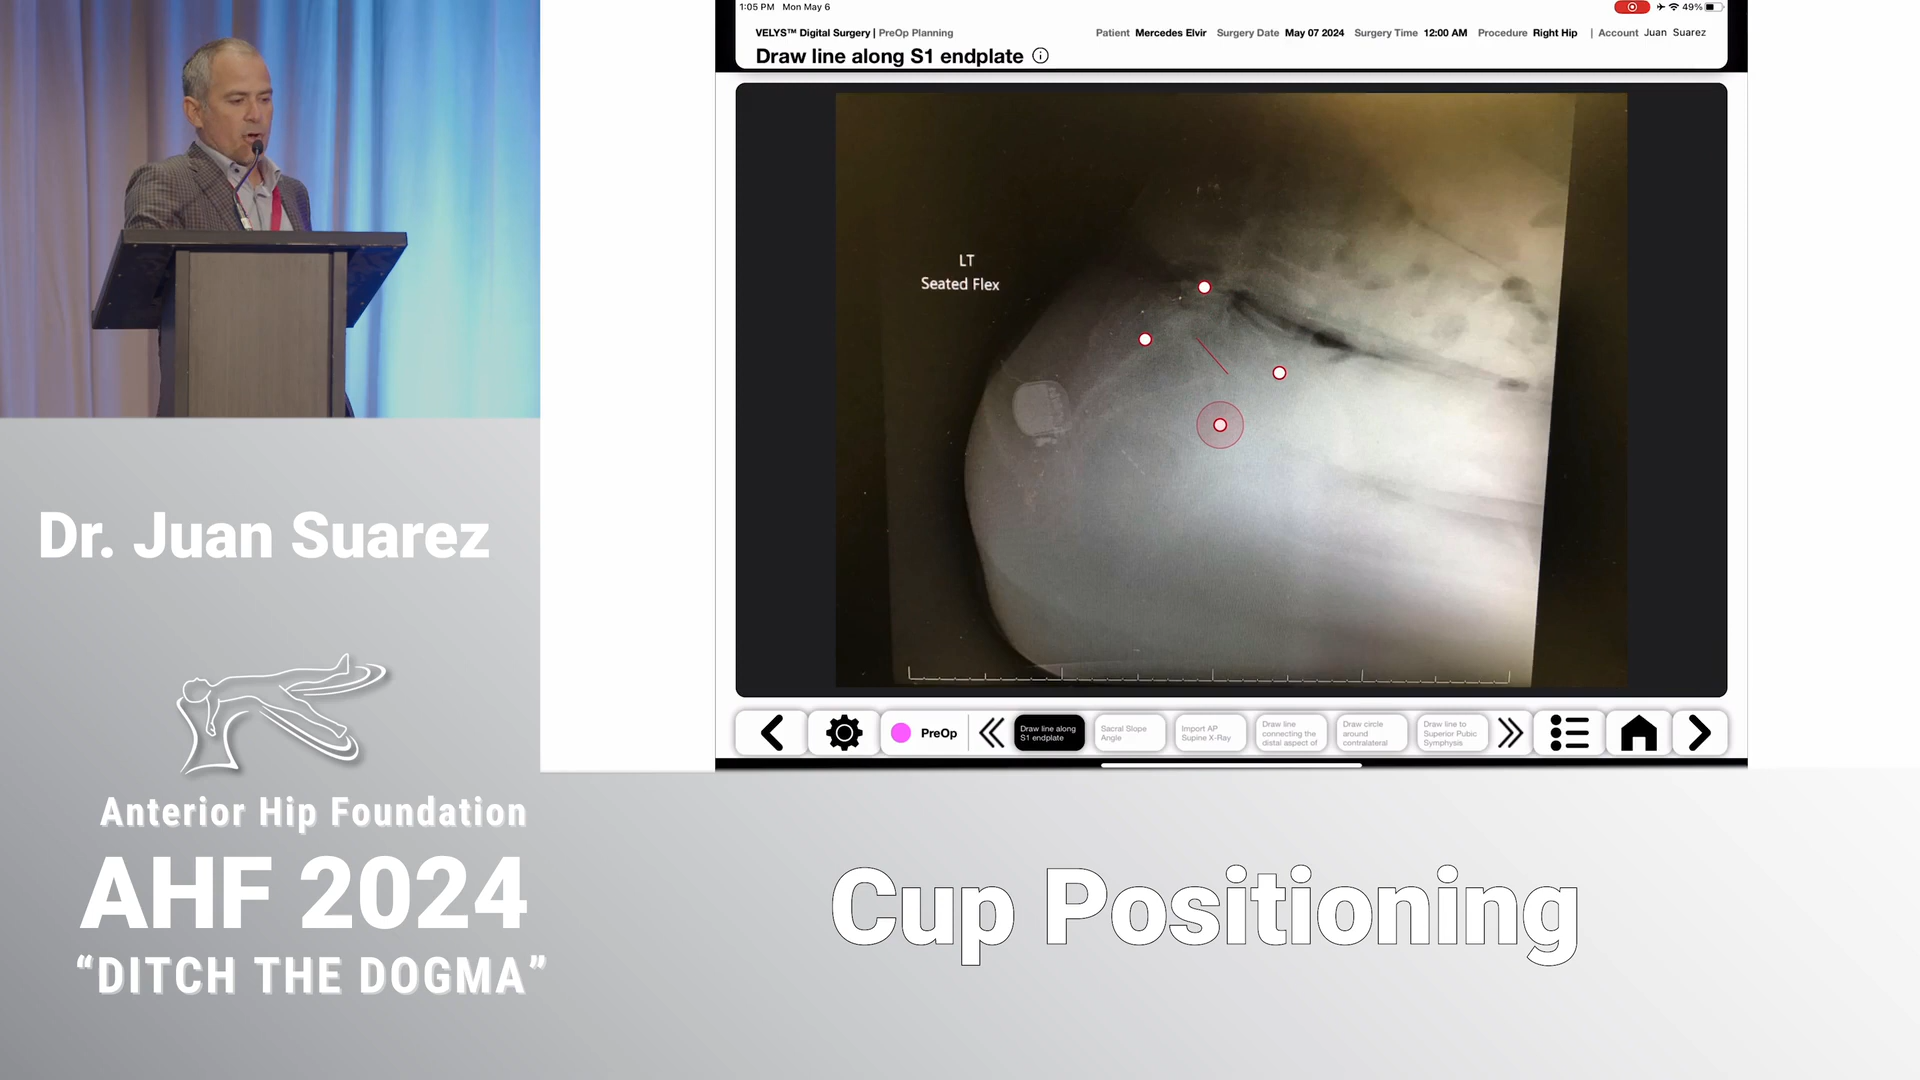 1:05 PM Mon May 6
49%
VELYS™ Digital Surgery | PreOp Planning
Patient Mercedes Elvir Surgery Date May 07 2024 Surgery Time 12:00 AM Procedure Right Hip | Account Juan Suarez
Draw line along S1 endplate
LT
Seated Flex
PreOp
Draw line along
S1 endplate
Sacral Slope
Angle
Import AP
Supine X-Ray
Draw line
connecting the
distal aspect of
Draw circle
around
contralateral
Draw line to
Superior Pubic
Symphysis
Dr. Juan Suarez
Anterior Hip Foundation
AHF 2024
“DITCH THE DOGMA”
Cup Positioning